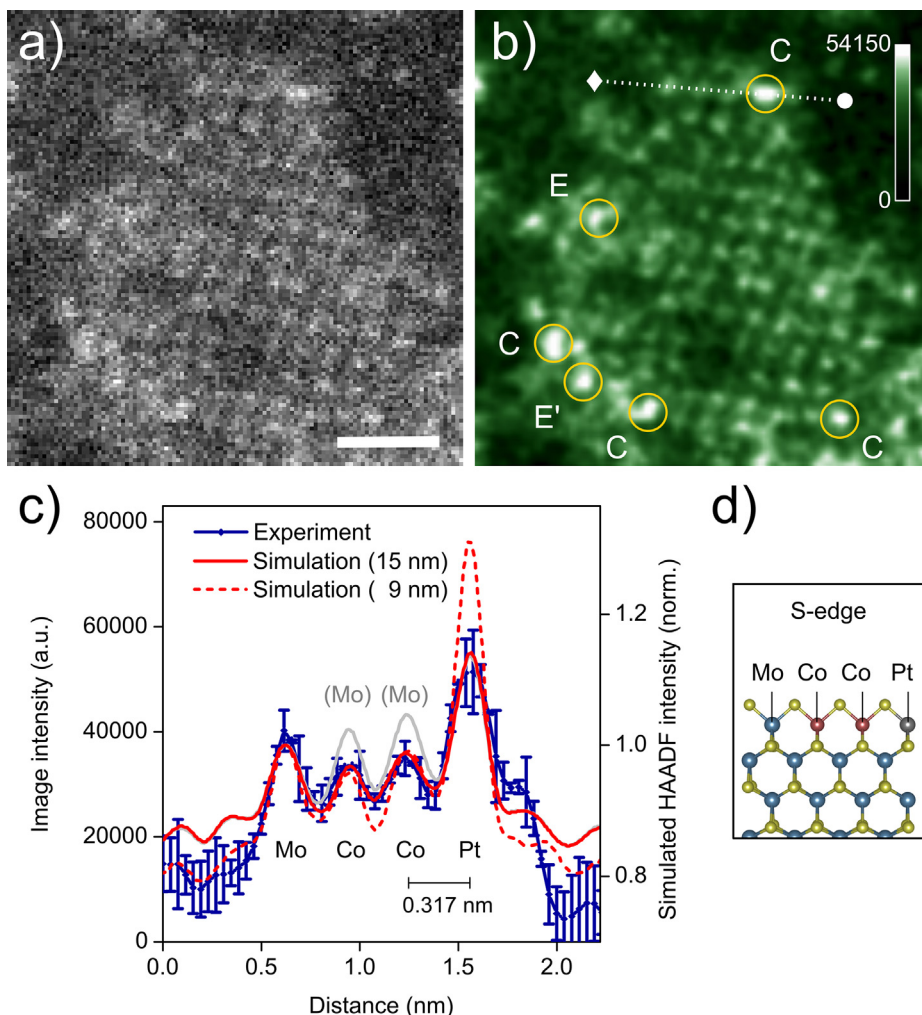 a)
b)
54150
0
C
E
C
E'
C
C
c)
80000
60000
40000
20000
0
Image intensity (a.u.)
Experiment
Simulation (15 nm)
Simulation ( 9 nm)
(Mo) (Mo)
Mo Co Co Pt
0.317 nm
1.2
1.0
0.8
Simulated HAADF intensity (norm.)
0.0 0.5 1.0 1.5 2.0
Distance (nm)
d)
S-edge
Mo Co Co Pt